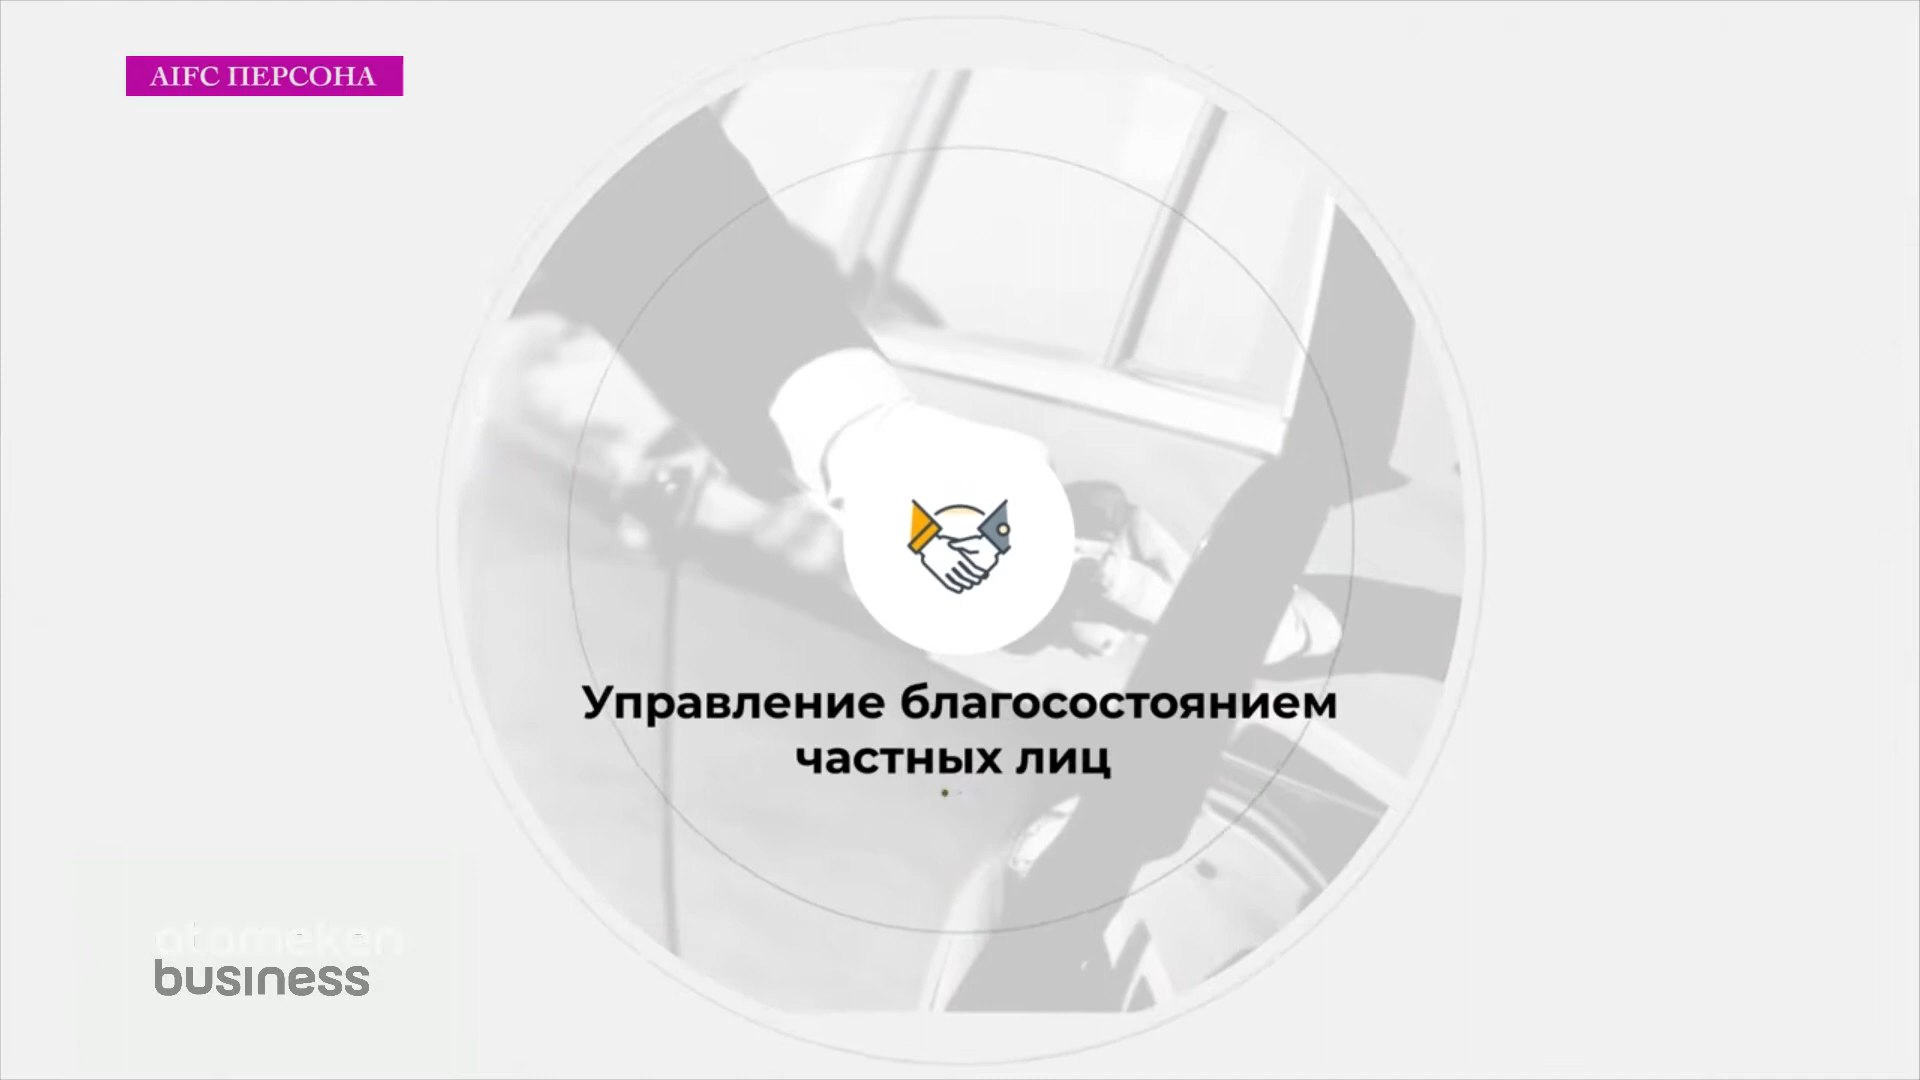 AIFC ПЕРСОНА
Управление благосостоянием
частных лиц
atameken
business